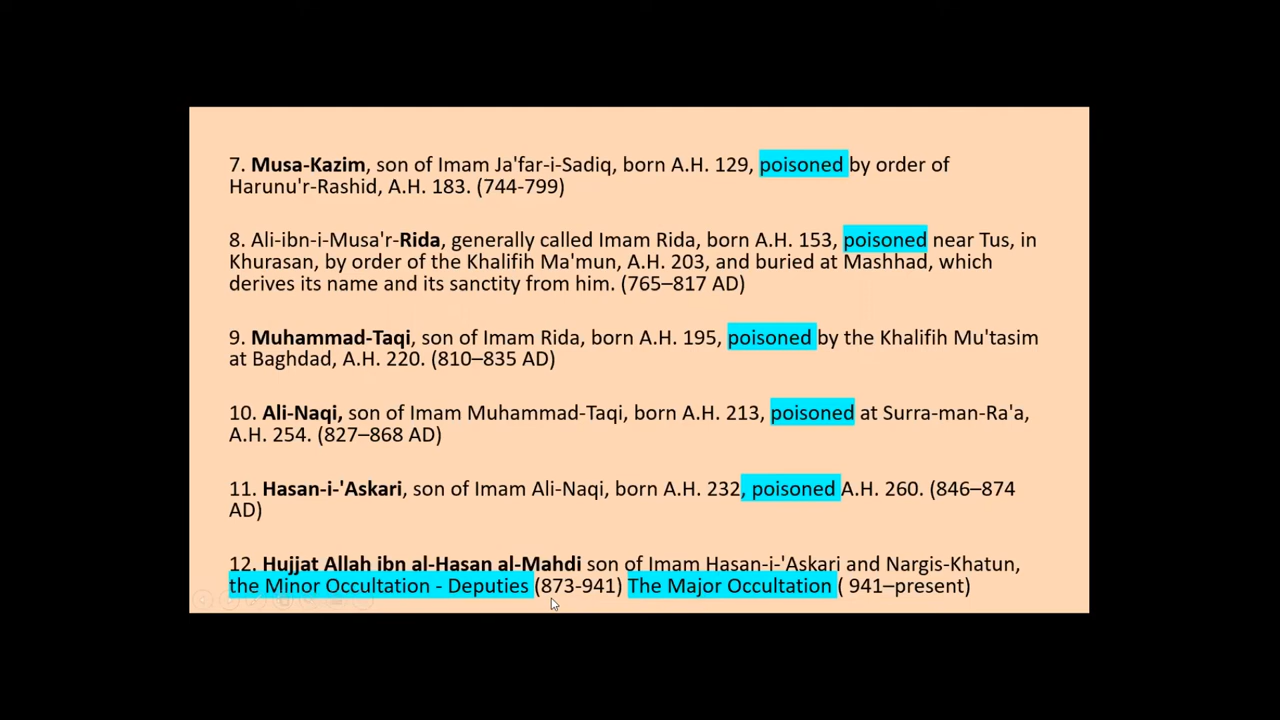 7. Musa-Kazim, son of Imam Ja'far-i-Sadiq, born A.H. 129, poisoned by order of
Harunu'r-Rashid, A.H. 183. (744-799)
8. Ali-ibn-i-Musa'r-Rida, generally called Imam Rida, born A.H. 153, poisoned near Tus, in
Khurasan, by order of the Khalifih Ma'mun, A.H. 203, and buried at Mashhad, which
derives its name and its sanctity from him. (765–817 AD)
9. Muhammad-Taqi, son of Imam Rida, born A.H. 195, poisoned by the Khalifih Mu'tasim
at Baghdad, A.H. 220. (810–835 AD)
10. Ali-Naqi, son of Imam Muhammad-Taqi, born A.H. 213, poisoned at Surra-man-Ra'a,
A.H. 254. (827–868 AD)
11. Hasan-i-'Askari, son of Imam Ali-Naqi, born A.H. 232, poisoned A.H. 260. (846–874
AD)
12. Hujjat Allah ibn al-Hasan al-Mahdi son of Imam Hasan-i-'Askari and Nargis-Khatun,
the Minor Occultation - Deputies (873-941) The Major Occultation ( 941–present)